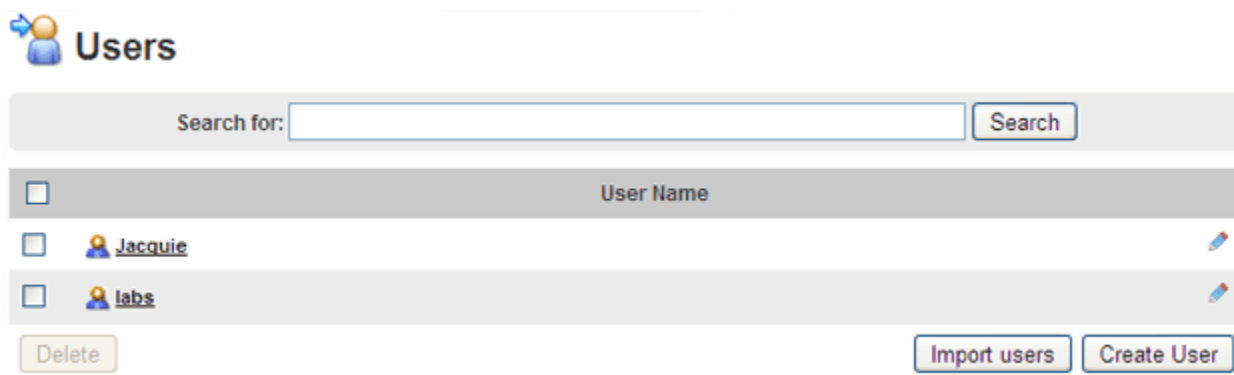 Users
Search for: Search
User Name
Jacquie
labs
Delete Import users Create User